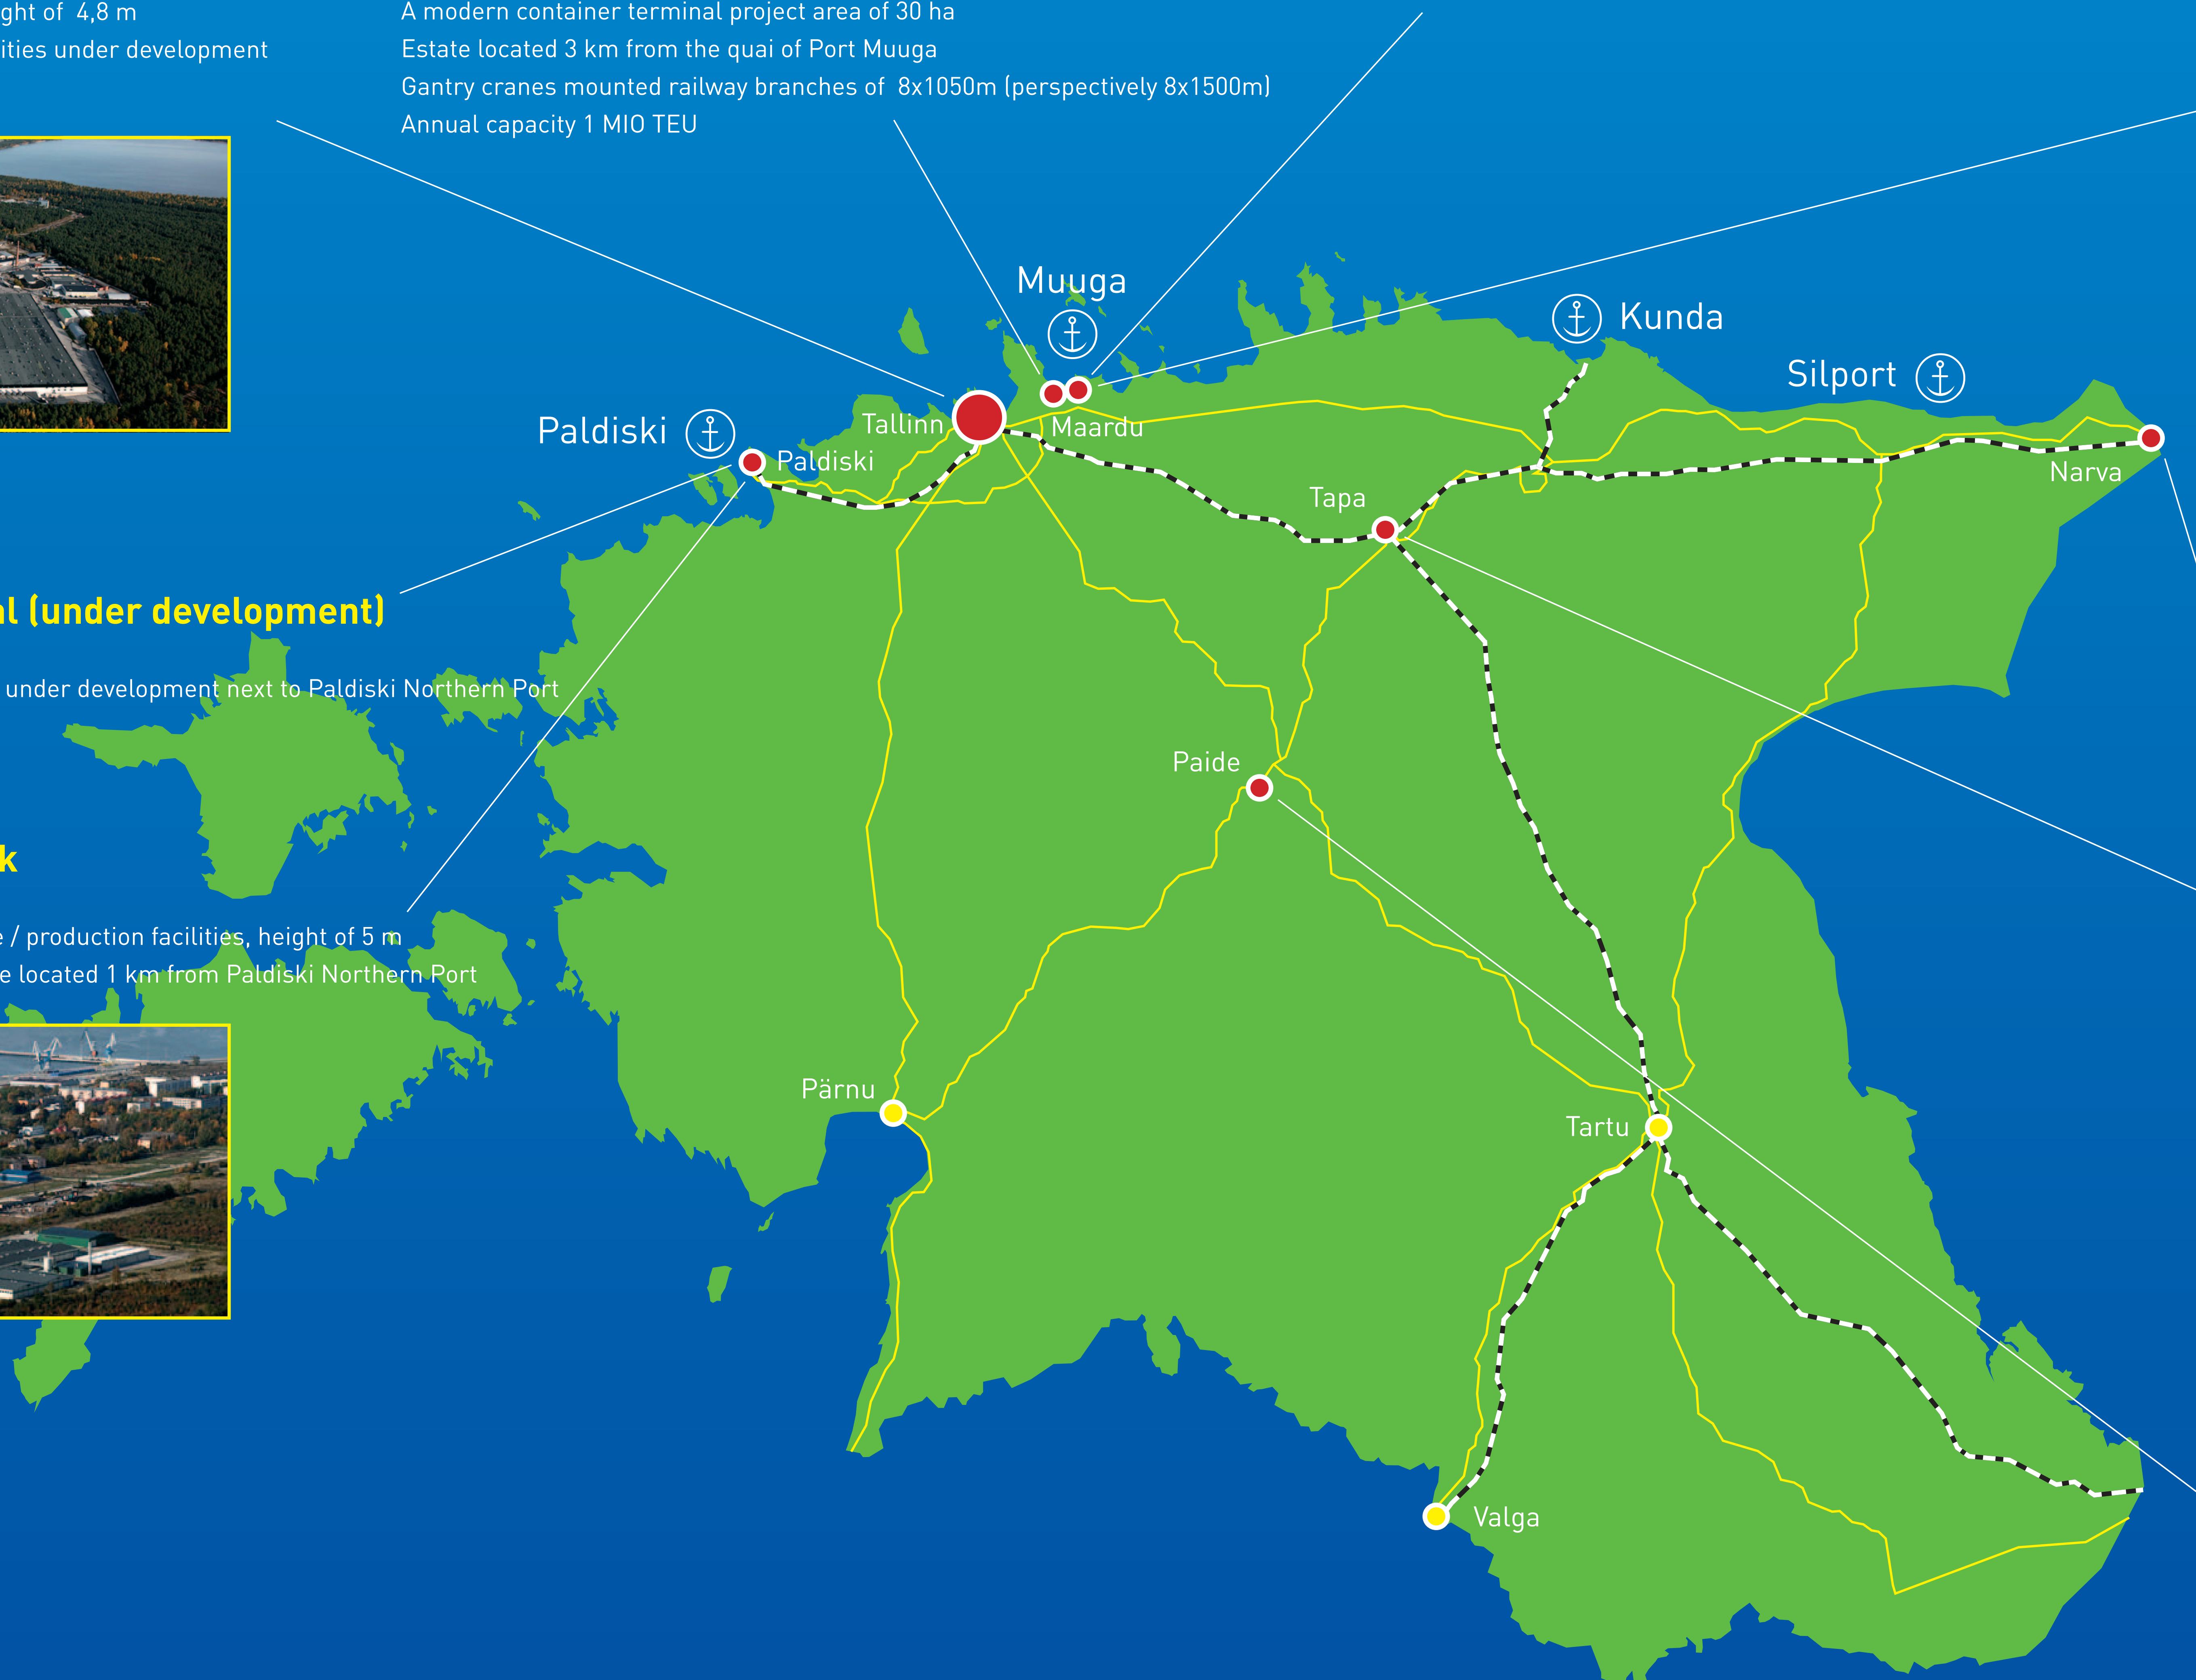 ght of 4,8 m
ities under development
A modern container terminal project area of 30 ha
Estate located 3 km from the quai of Port Muuga
Gantry cranes mounted railway branches of 8x1050m (perspectively 8x1500m)
Annual capacity 1 MIO TEU
Muuga
Kunda
Silport
Paldiski
Tallinn
Maardu
Paldiski
Narva
Tapa
al (under development)
under development next to Paldiski Northern Port
Paide
k
e / production facilities, height of 5 m
e located 1 km from Paldiski Northern Port
Pärnu
Tartu
Valga